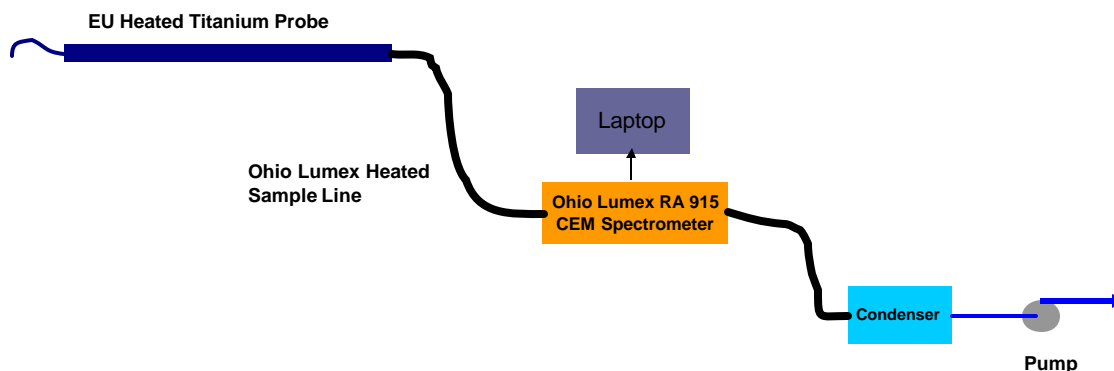 EU Heated Titanium Probe
Laptop
Ohio Lumex Heated
Sample Line
Ohio Lumex RA 915
CEM Spectrometer
Condenser
Pump